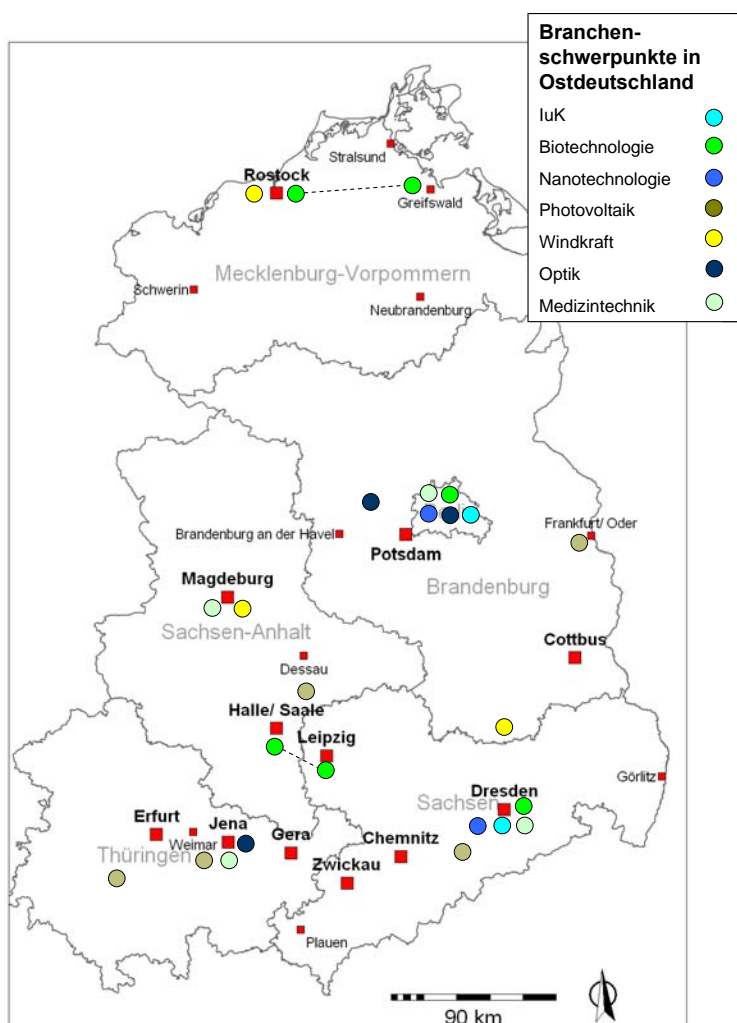 Branchen-
schwerpunkte in
Ostdeutschland
IuK
Biotechnologie
Nanotechnologie
Photovoltaik
Windkraft
Optik
Medizintechnik
Stralsund
Rostock
Greifswald
Mecklenburg-Vorpommern
Schwerin
Neubrandenburg
Frankfurt/ Oder
Brandenburg an der Havel
Potsdam
Brandenburg
Magdeburg
Sachsen-Anhalt
Cottbus
Dessau
Halle/ Saale
Leipzig
Görlitz
Dresden
Sachsen
Erfurt
Jena
Gera
Chemnitz
Weimar
Thüringen
Zwickau
Plauen
90 km